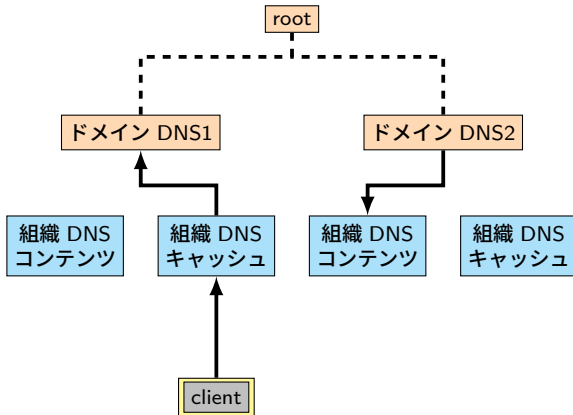 root
ドメイン DNS1
ドメイン DNS2
組織 DNS
コンテンツ
組織 DNS
キャッシュ
組織 DNS
コンテンツ
組織 DNS
キャッシュ
client